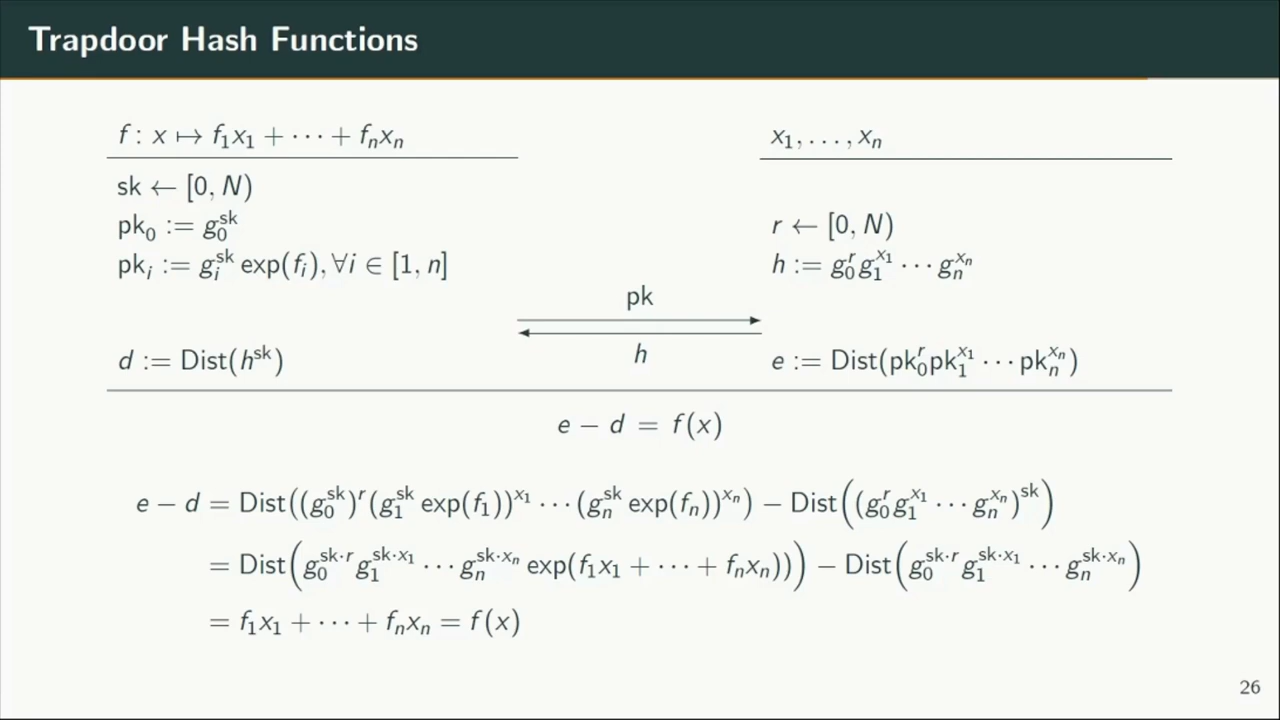 Trapdoor Hash Functions
f : x ↦ f₁x₁ + ··· + fₙxₙ
sk ← [0, N)
pk₀ := g₀^sk
pkᵢ := gᵢ^sk exp(fᵢ), ∀i ∈ [1, n]
d := Dist(h^sk)
x₁, . . . , xₙ
r ← [0, N)
h := g₀^r g₁^x₁ ··· gₙ^xₙ
e := Dist(pk₀^r pk₁^x₁ ··· pkₙ^xₙ)
pk
h
e − d = f(x)
e − d = Dist((g₀^sk)^r (g₁^sk exp(f₁))^x₁ ··· (gₙ^sk exp(fₙ))^xₙ) − Dist((g₀^r g₁^x₁ ··· gₙ^xₙ)^sk)
= Dist(g₀^sk·r g₁^sk·x₁ ··· gₙ^sk·xₙ exp(f₁x₁ + ··· + fₙxₙ))) − Dist(g₀^sk·r g₁^sk·x₁ ··· gₙ^sk·xₙ)
= f₁x₁ + ··· + fₙxₙ = f(x)
26